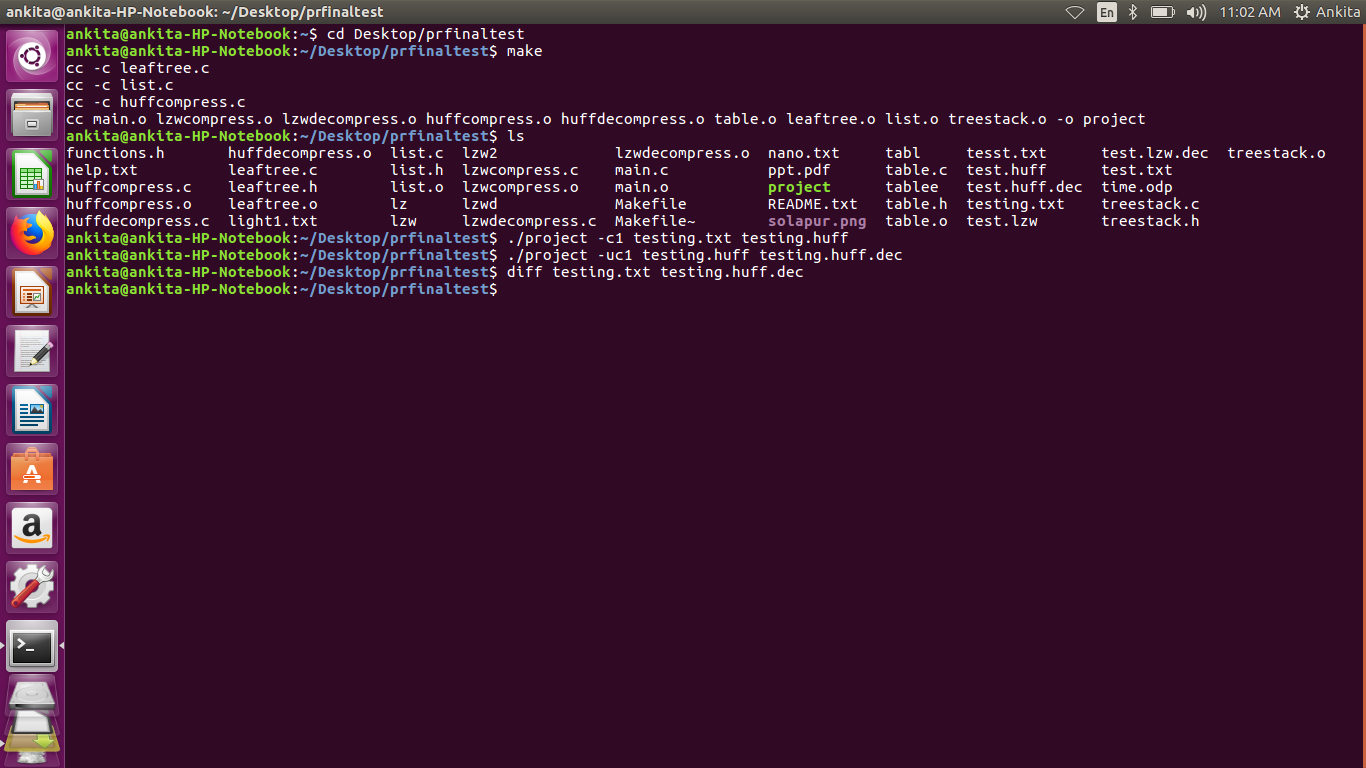 ankita@ankita-HP-Notebook: ~/Desktop/prfinaltest En 11:02 AM Ankita
ankita@ankita-HP-Notebook:~$ cd Desktop/prfinaltest
ankita@ankita-HP-Notebook:~/Desktop/prfinaltest$ make
cc -c leaftree.c
cc -c list.c
cc -c huffcompress.c
cc main.o lzwcompress.o lzwdecompress.o huffcompress.o huffdecompress.o table.o leaftree.o list.o treestack.o -o project
ankita@ankita-HP-Notebook:~/Desktop/prfinaltest$ ls
functions.h huffdecompress.o list.c lzw2 lzwdecompress.o nano.txt tabl tesst.txt test.lzw.dec treestack.o
help.txt leaftree.c list.h lzwcompress.c main.c ppt.pdf table.c test.huff test.txt
huffcompress.c leaftree.h list.o lzwcompress.o main.o project tablee test.huff.dec time.odp
huffcompress.o leaftree.o lz lzwd Makefile README.txt table.h testing.txt treestack.c
huffdecompress.c light1.txt lzw lzwdecompress.c Makefile~ solapur.png table.o test.lzw treestack.h
ankita@ankita-HP-Notebook:~/Desktop/prfinaltest$ ./project -c1 testing.txt testing.huff
ankita@ankita-HP-Notebook:~/Desktop/prfinaltest$ ./project -uc1 testing.huff testing.huff.dec
ankita@ankita-HP-Notebook:~/Desktop/prfinaltest$ diff testing.txt testing.huff.dec
ankita@ankita-HP-Notebook:~/Desktop/prfinaltest$